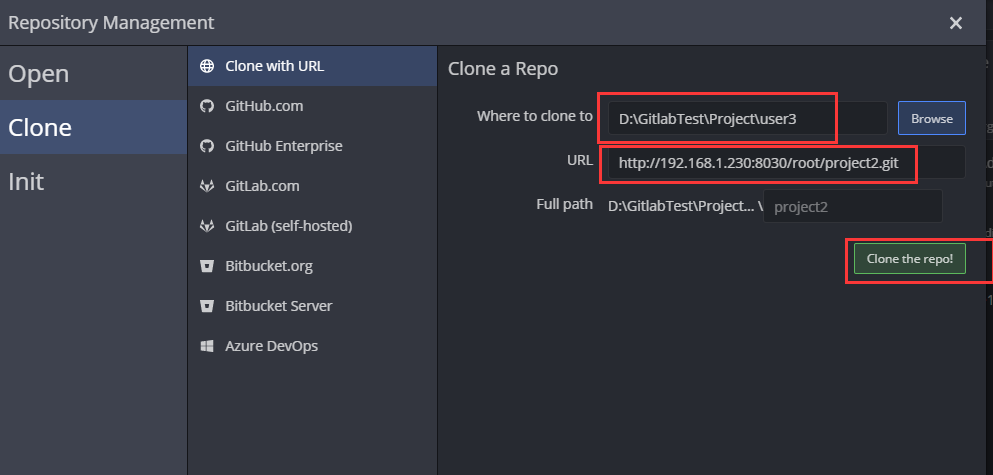 Repository Management
Open
Clone
Init
Clone with URL
GitHub.com
GitHub Enterprise
GitLab.com
GitLab (self-hosted)
Bitbucket.org
Bitbucket Server
Azure DevOps
Clone a Repo
Where to clone to D:\GitlabTest\Project\user3 Browse
URL http://192.168.1.230:8030/root/project2.git
Full path D:\GitlabTest\Project... \ project2
Clone the repo!